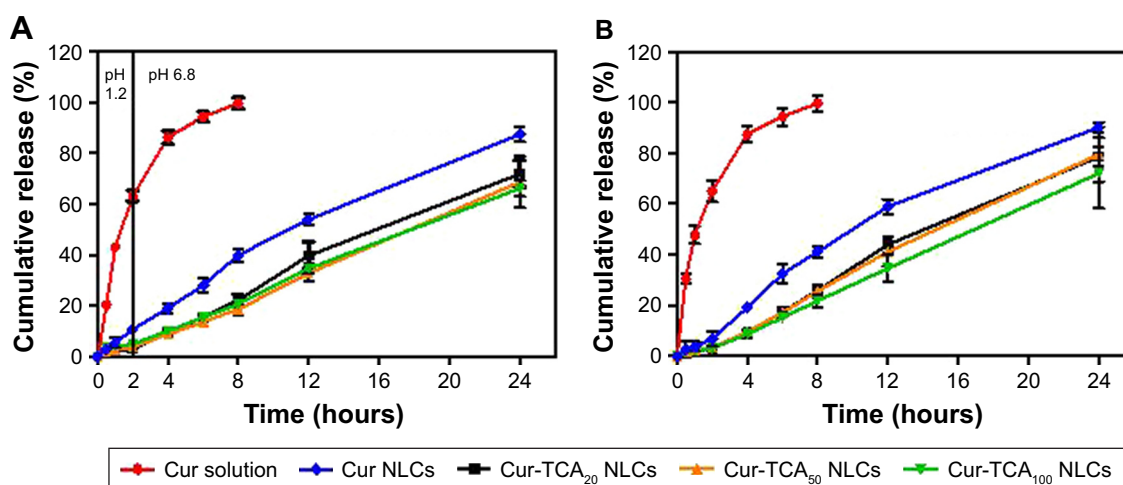 A
B
120
100
80
60
40
20
0
Cumulative release (%)
pH
1.2
pH 6.8
0 2 4 8 12 16 20 24
Time (hours)
120
100
80
60
40
20
0
Cumulative release (%)
0 4 8 12 16 20 24
Time (hours)
Cur solution Cur NLCs Cur-TCA₂₀ NLCs Cur-TCA₅₀ NLCs Cur-TCA₁₀₀ NLCs